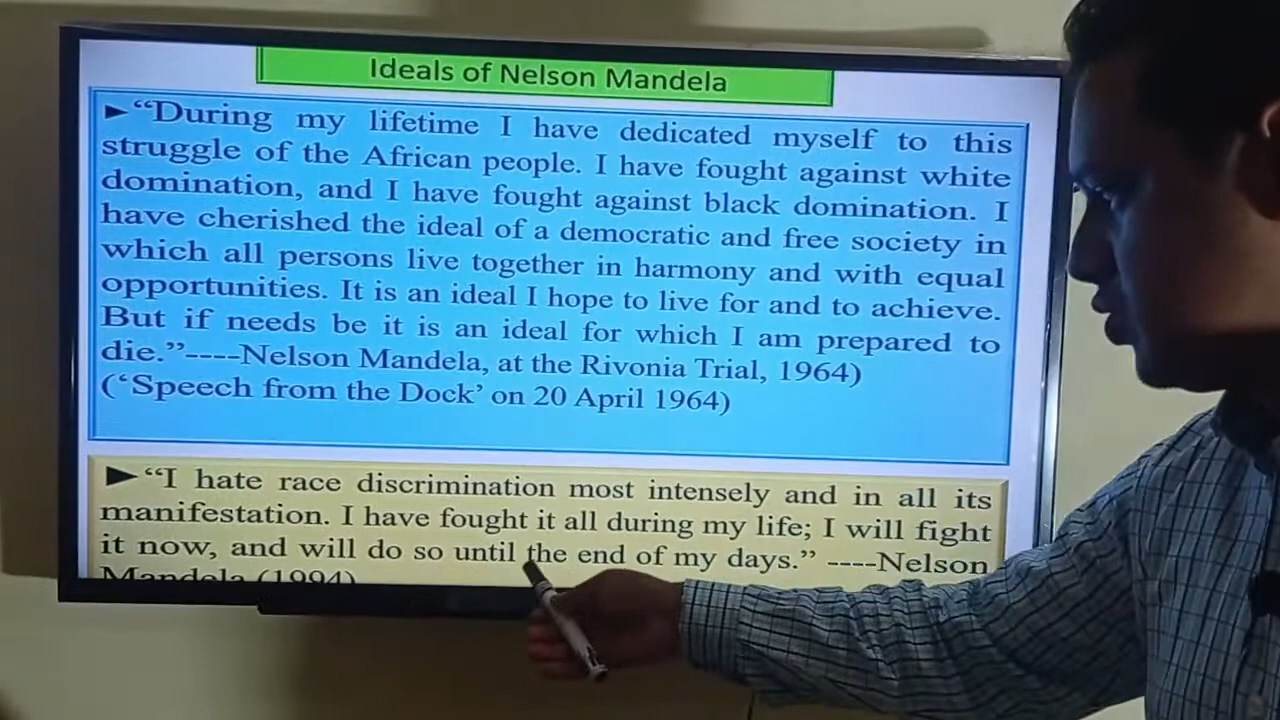 Ideals of Nelson Mandela
►“During my lifetime I have dedicated myself to this
struggle of the African people. I have fought against white
domination, and I have fought against black domination. I
have cherished the ideal of a democratic and free society in
which all persons live together in harmony and with equal
opportunities. It is an ideal I hope to live for and to achieve.
But if needs be it is an ideal for which I am prepared to
die.”----Nelson Mandela, at the Rivonia Trial, 1964)
(‘Speech from the Dock’ on 20 April 1964)
►“I hate race discrimination most intensely and in all its
manifestation. I have fought it all during my life; I will fight
it now, and will do so until the end of my days.” ----Nelson
Mandela (1994)